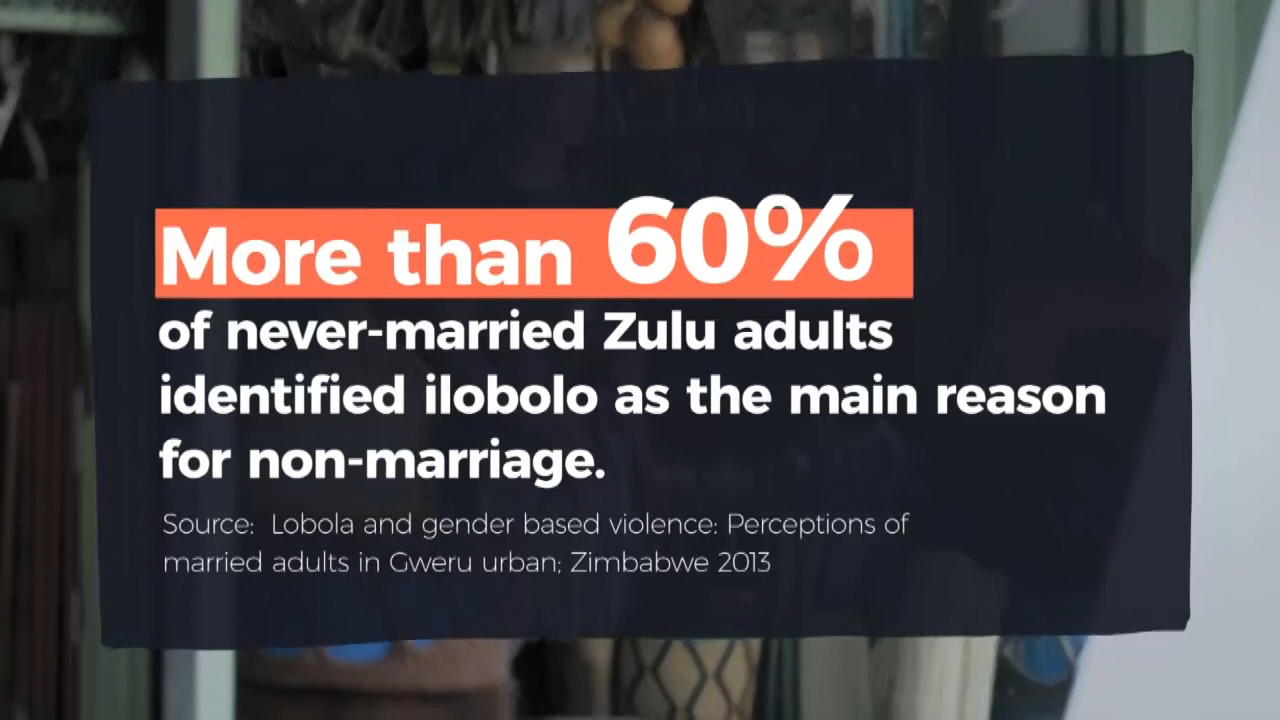 More than 60%
of never-married Zulu adults
identified ilobolo as the main reason
for non-marriage.
Source: Lobola and gender based violence: Perceptions of
married adults in Gweru urban; Zimbabwe 2013